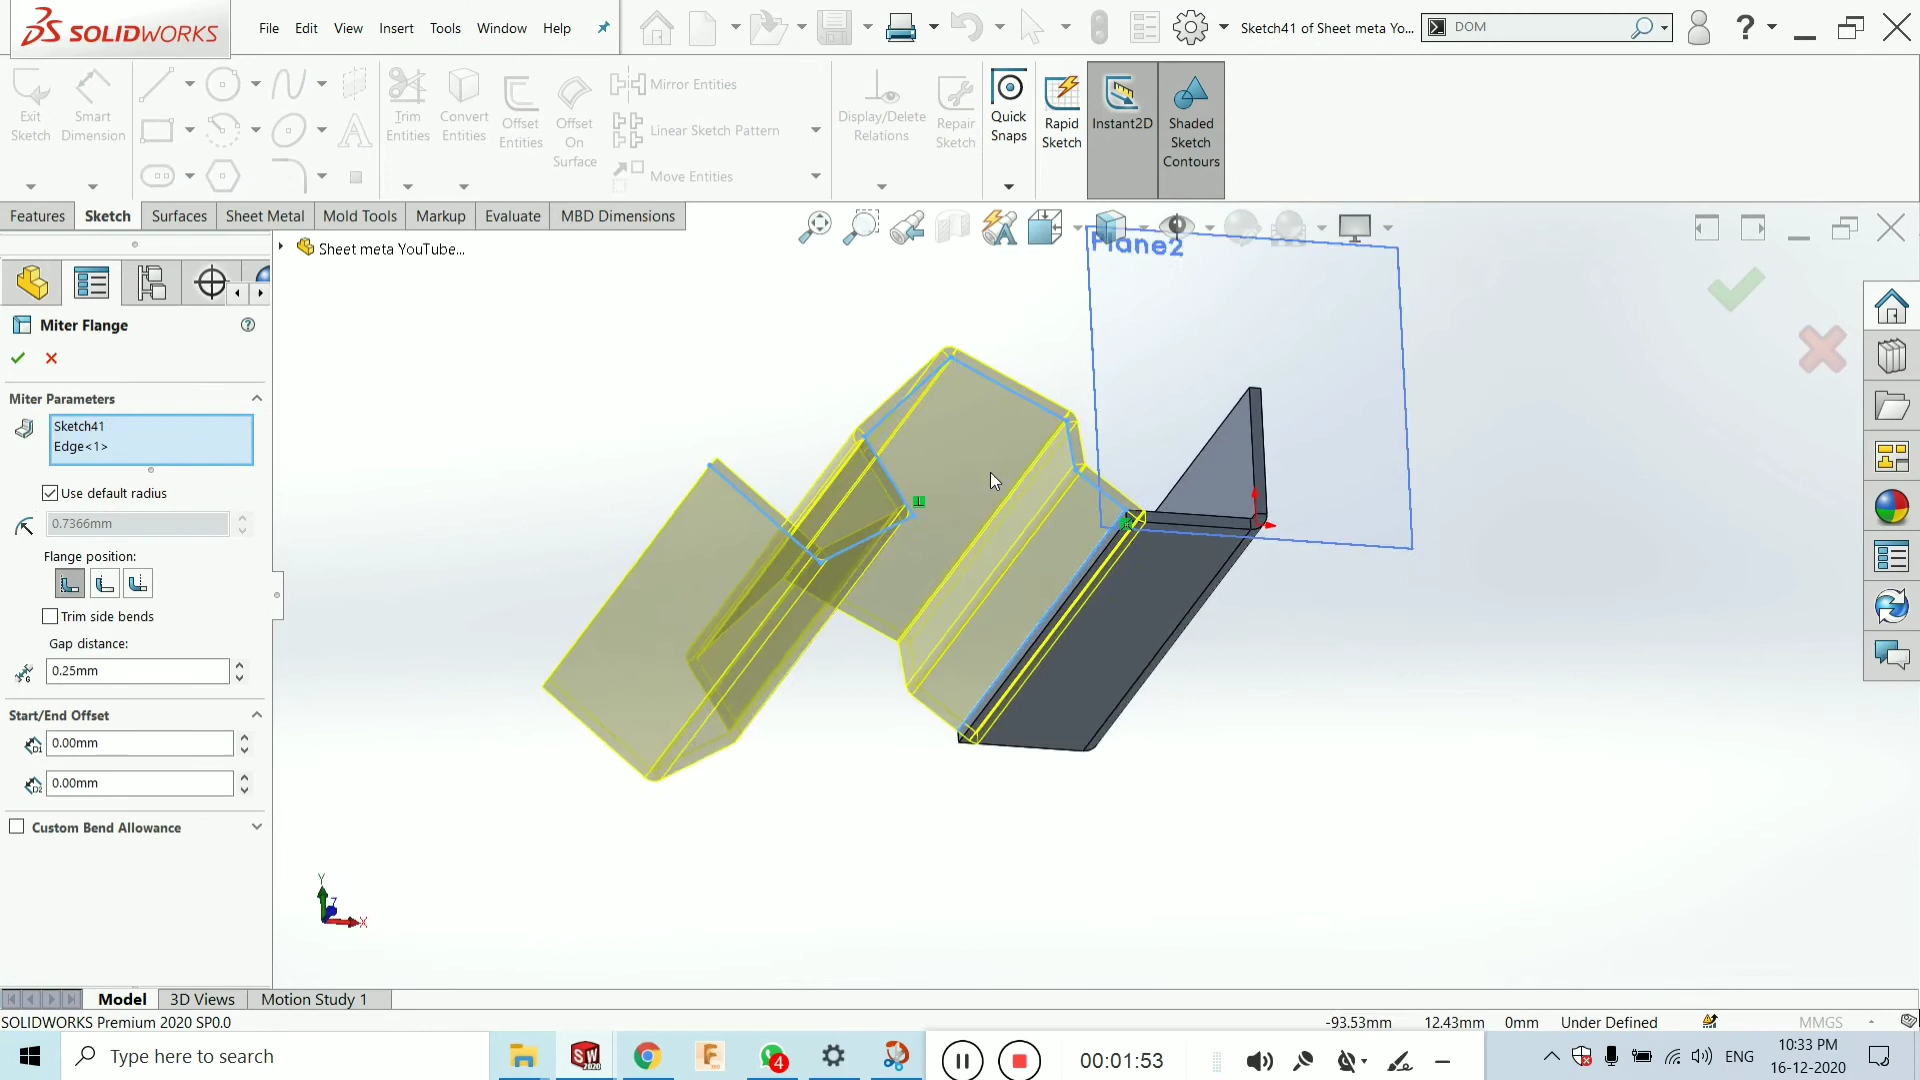 SOLIDWORKS
File
Edit
View
Insert
Tools
Window
Help
Sketch41 of Sheet meta Yo...
DOM
Exit
Sketch
Smart
Dimension
Trim
Entities
Convert
Entities
Offset
Entities
Offset
On
Surface
Mirror Entities
Linear Sketch Pattern
Move Entities
Display/Delete
Relations
Repair
Sketch
Quick
Snaps
Rapid
Sketch
Instant2D
Shaded
Sketch
Contours
Features
Sketch
Surfaces
Sheet Metal
Mold Tools
Markup
Evaluate
MBD Dimensions
Sheet meta YouTube...
Plane2
Miter Flange
Miter Parameters
Sketch41
Edge<1>
Use default radius
0.7366mm
Flange position:
Trim side bends
Gap distance:
0.25mm
Start/End Offset
0.00mm
0.00mm
Custom Bend Allowance
Y
Z
X
Model
3D Views
Motion Study 1
SOLIDWORKS Premium 2020 SP0.0
-93.53mm
12.43mm
0mm
Under Defined
MMGS
Type here to search
SW
2020
4
00:01:53
ENG
10:33 PM
16-12-2020